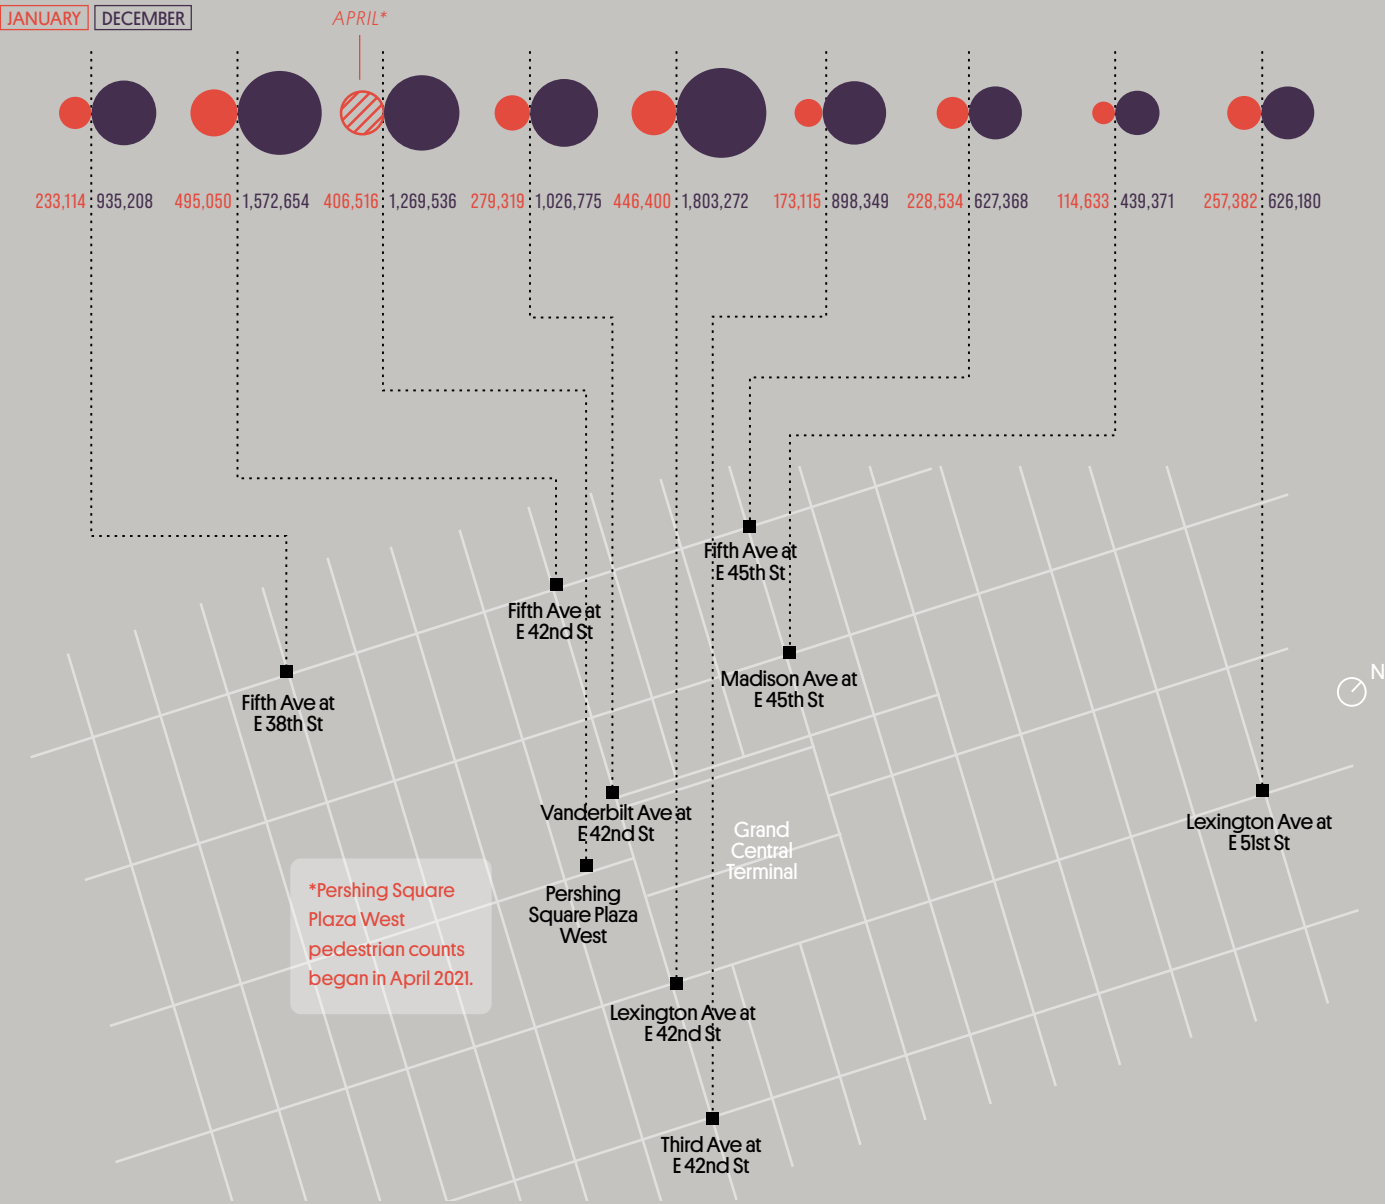 JANUARY DECEMBER
APRIL*
233,114 935,208 495,050 1,572,654 406,516 1,269,536 279,319 1,026,775 446,400 1,803,272 173,115 898,349 228,534 627,368 114,633 439,371 257,382 626,180
Fifth Ave at
E 45th St
Fifth Ave at
E 42nd St
Madison Ave at
E 45th St
N
Fifth Ave at
E 38th St
Vanderbilt Ave at
E 42nd St
Grand
Central
Terminal
Lexington Ave at
E 51st St
*Pershing Square
Plaza West
pedestrian counts
began in April 2021.
Pershing
Square Plaza
West
Lexington Ave at
E 42nd St
Third Ave at
E 42nd St